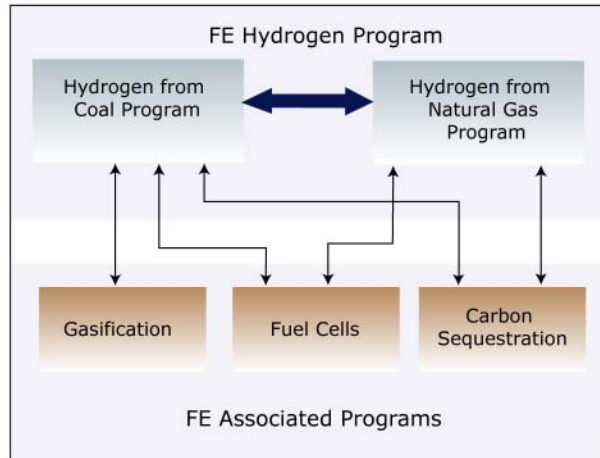 FE Hydrogen Program
Hydrogen from
Coal Program
Hydrogen from
Natural Gas
Program
Gasification
Fuel Cells
Carbon
Sequestration
FE Associated Programs